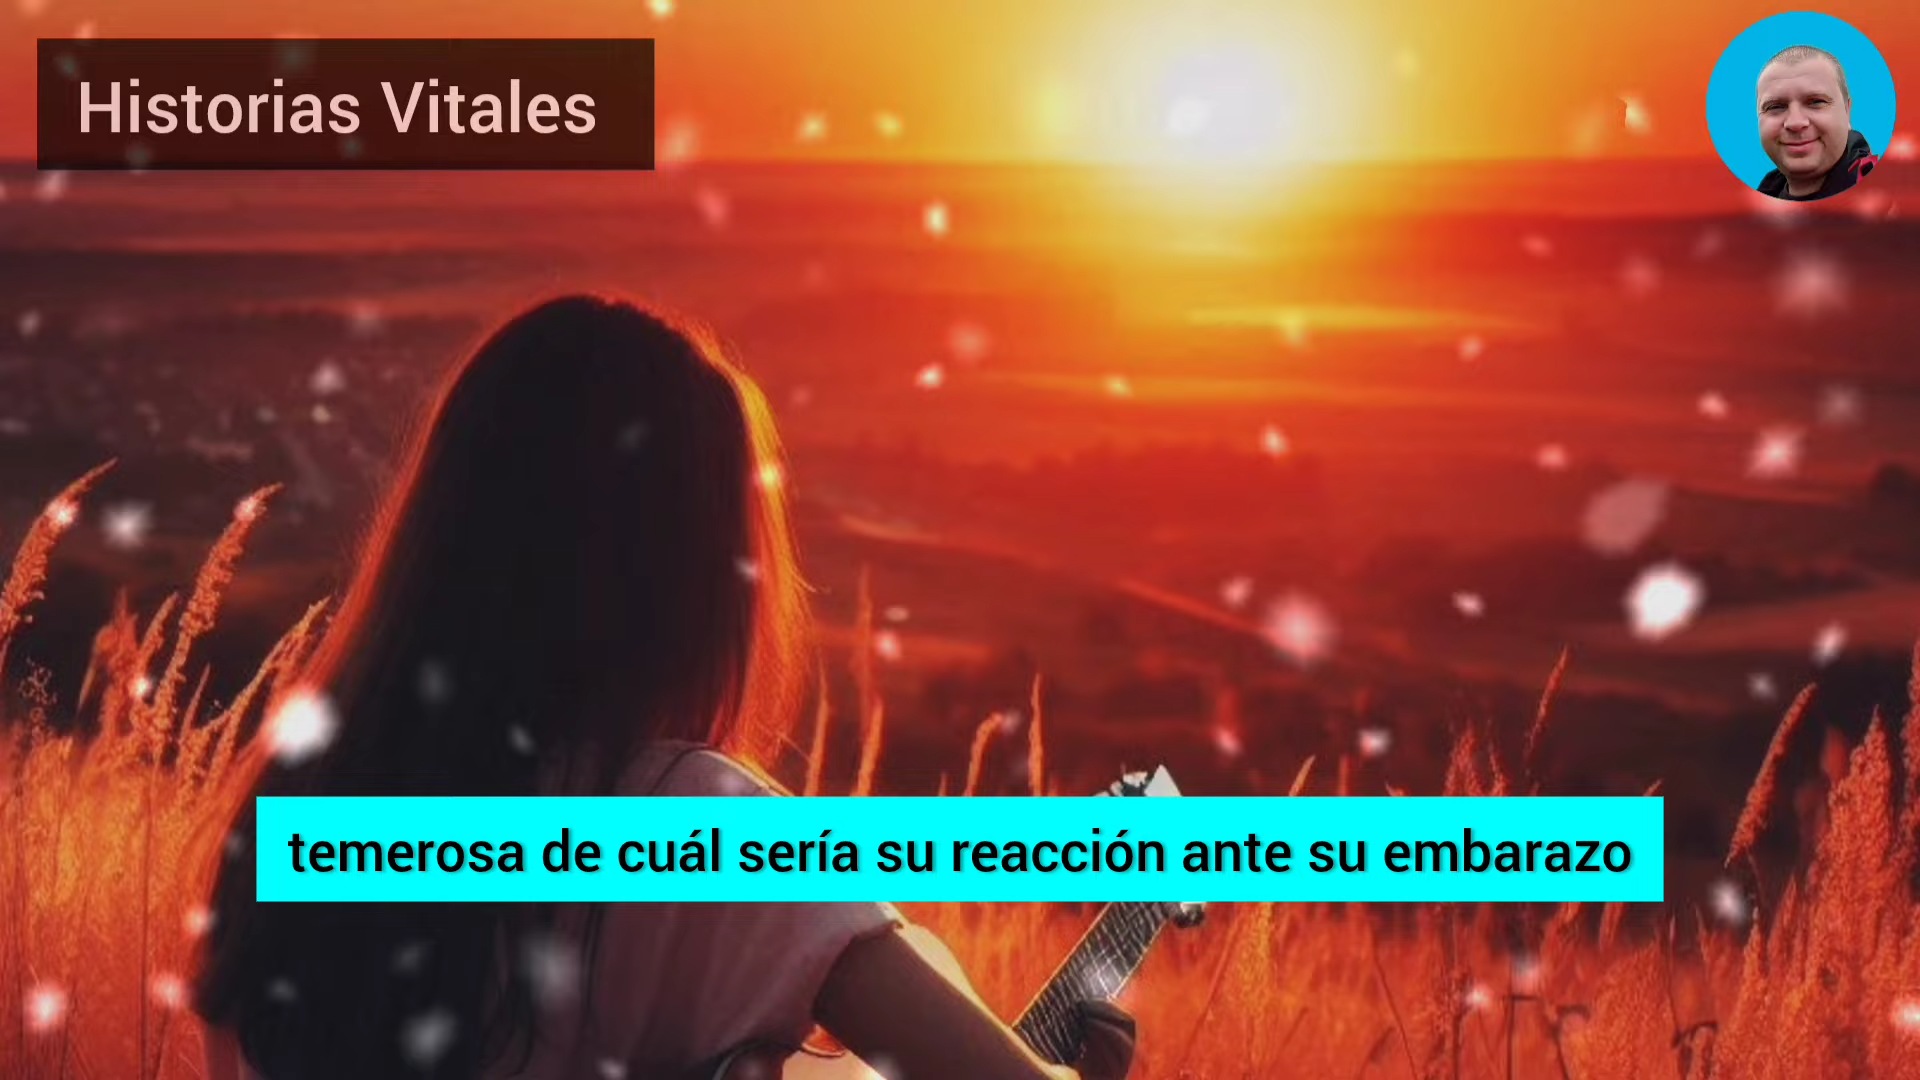 Historias Vitales
temerosa de cuál sería su reacción ante su embarazo